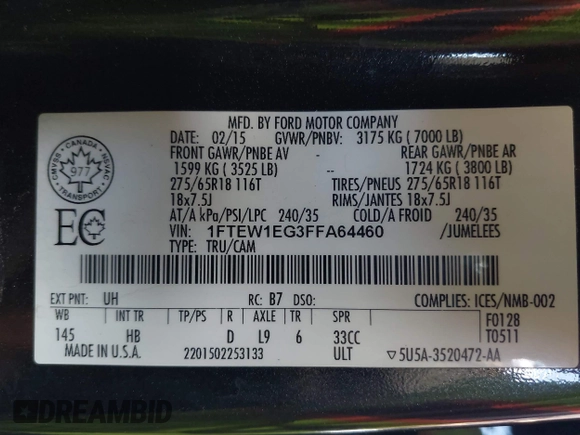 MFD. BY FORD MOTOR COMPANY
DATE: 02/15 GVWR/PNBV: 3175 KG ( 7000 LB)
FRONT GAWR/PNBE AV REAR GAWR/PNBE AR
1599 KG ( 3525 LB) -- 1724 KG ( 3800 LB)
275/65R18 116T TIRES/PNEUS 275/65R18 116T
18x7.5J RIMS/JANTES 18x7.5J
AT/A kPa/PSI/LPC 240/35 COLD/A FROID 240/35
VIN: 1FTEW1EG3FFA64460 /JUMELEES
TYPE: TRU/CAM
CANADA
CMVSS NSVAC
977
TRANSPORT
EC
EXT PNT: UH RC: B7 DSO: COMPLIES: ICES/NMB-002
WB INT TR TP/PS R AXLE TR SPR F0128
145 HB D L9 6 33CC T0511
MADE IN U.S.A. 2201502253133 ULT 5U5A-3520472-AA
DREAMBID